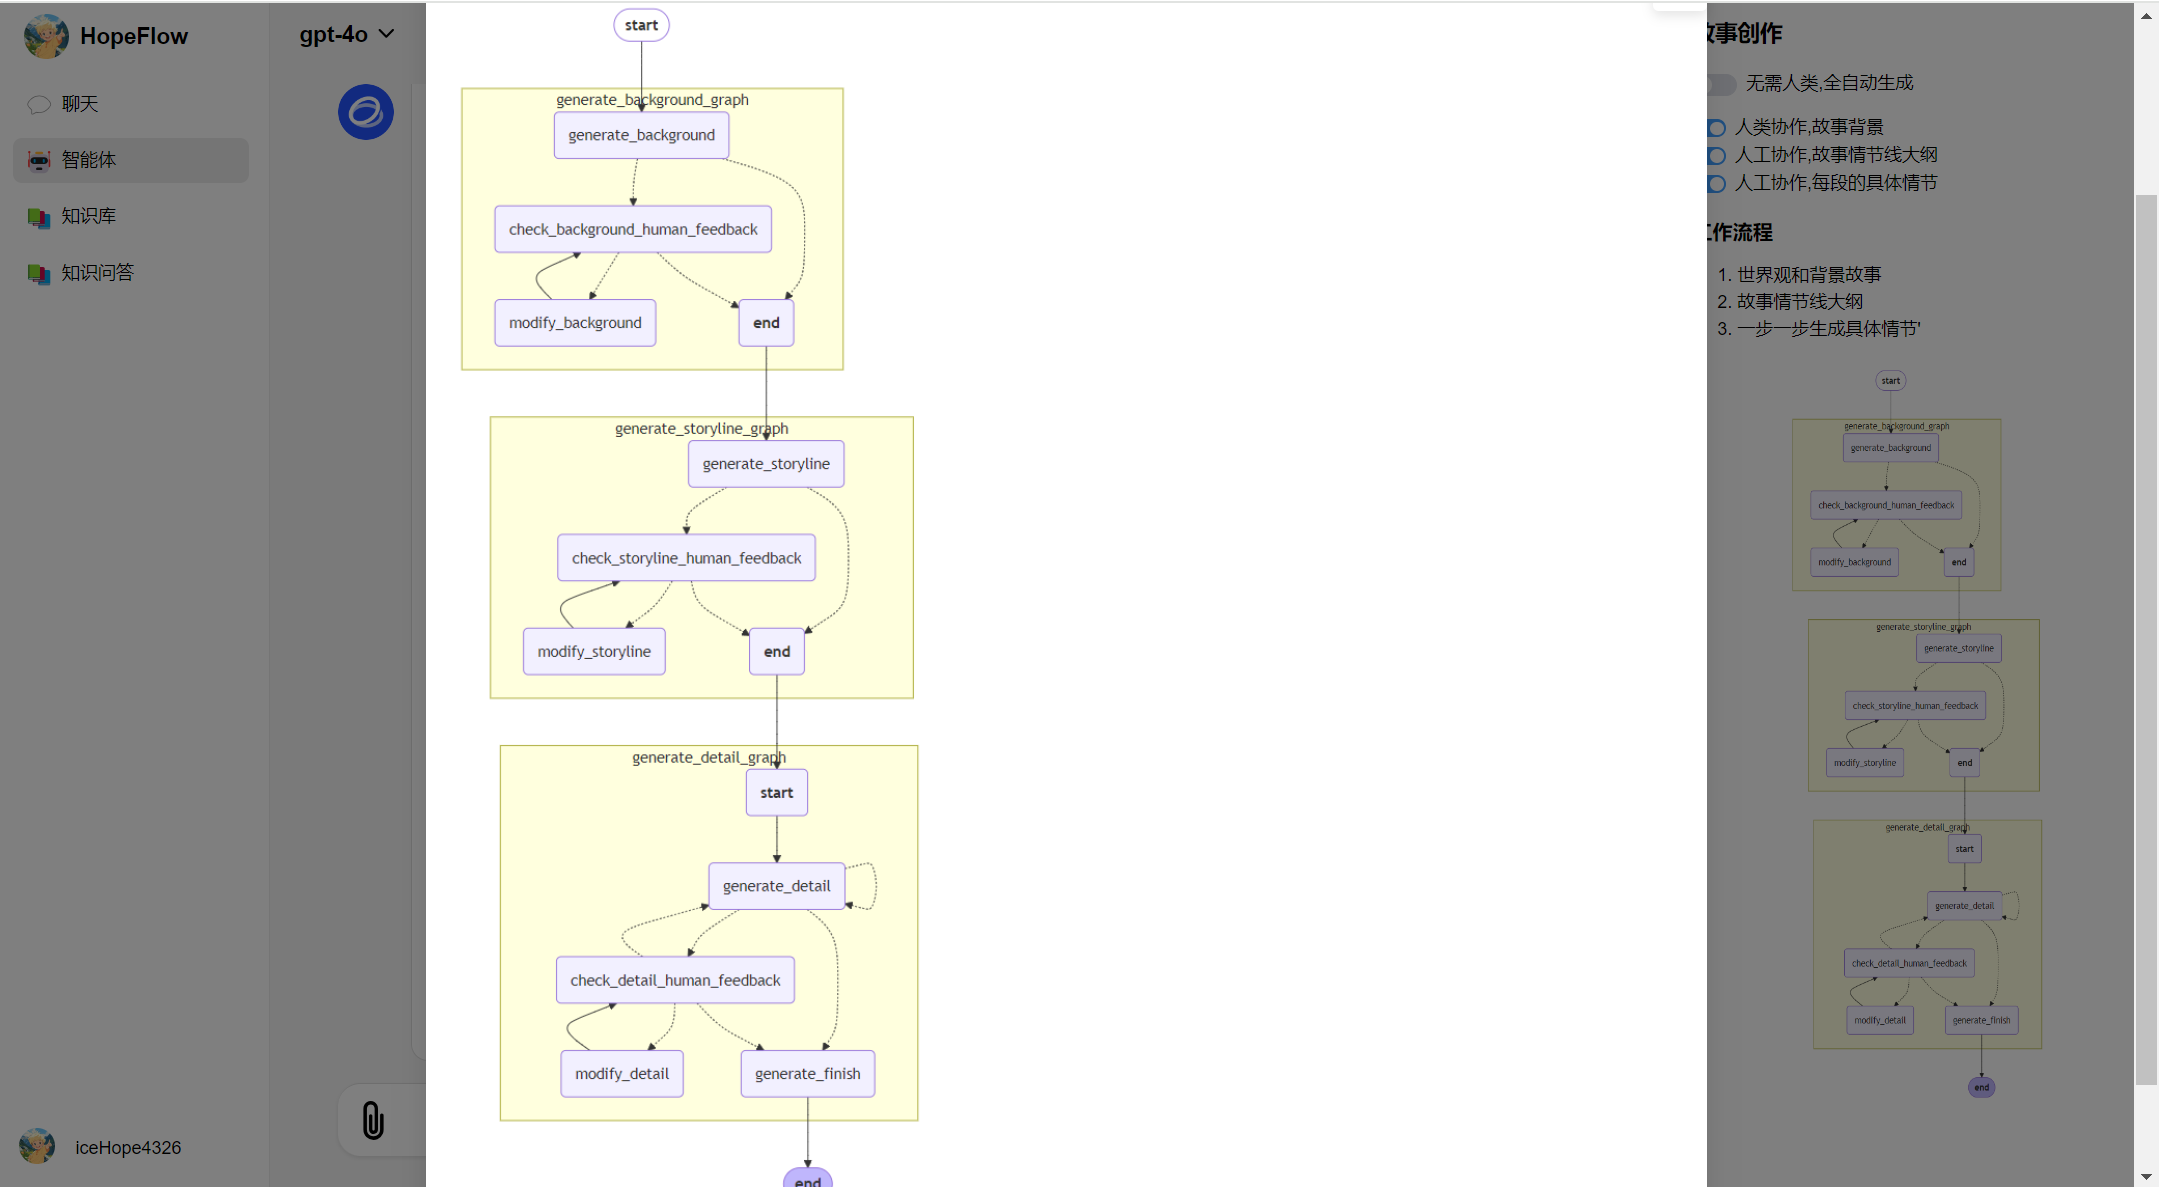 HopeFlow
聊天
智能体
知识库
知识问答
iceHope4326
gpt-4o
start
generate_background_graph
generate_background
check_background_human_feedback
modify_background
end
generate_storyline_graph
generate_storyline
check_storyline_human_feedback
modify_storyline
end
generate_detail_graph
start
generate_detail
check_detail_human_feedback
modify_detail
generate_finish
end
事创作
无需人类,全自动生成
人类协作,故事背景
人工协作,故事情节线大纲
人工协作,每段的具体情节
作流程
1. 世界观和背景故事
2. 故事情节线大纲
3. 一步一步生成具体情节'
start
generate_background_graph
generate_background
check_background_human_feedback
modify_background
end
generate_storyline_graph
generate_storyline
check_storyline_human_feedback
modify_storyline
end
generate_detail_graph
start
generate_detail
check_detail_human_feedback
modify_detail
generate_finish
end